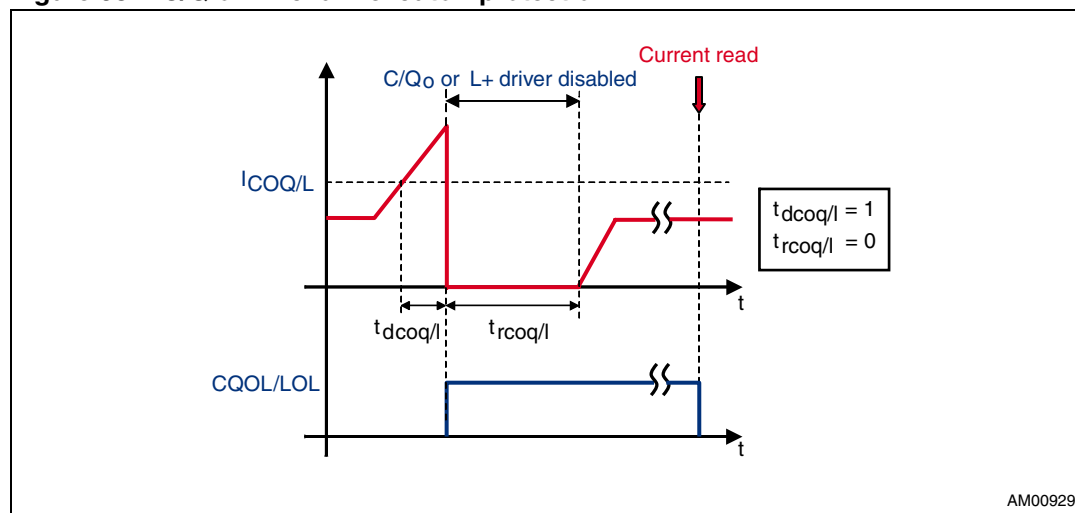 Current read
C/Qo or L+ driver disabled
ICOQ/L
tdcoq/l = 1
trcoq/l = 0
t
tdcoq/l
trcoq/l
CQOL/LOL
t
AM00929